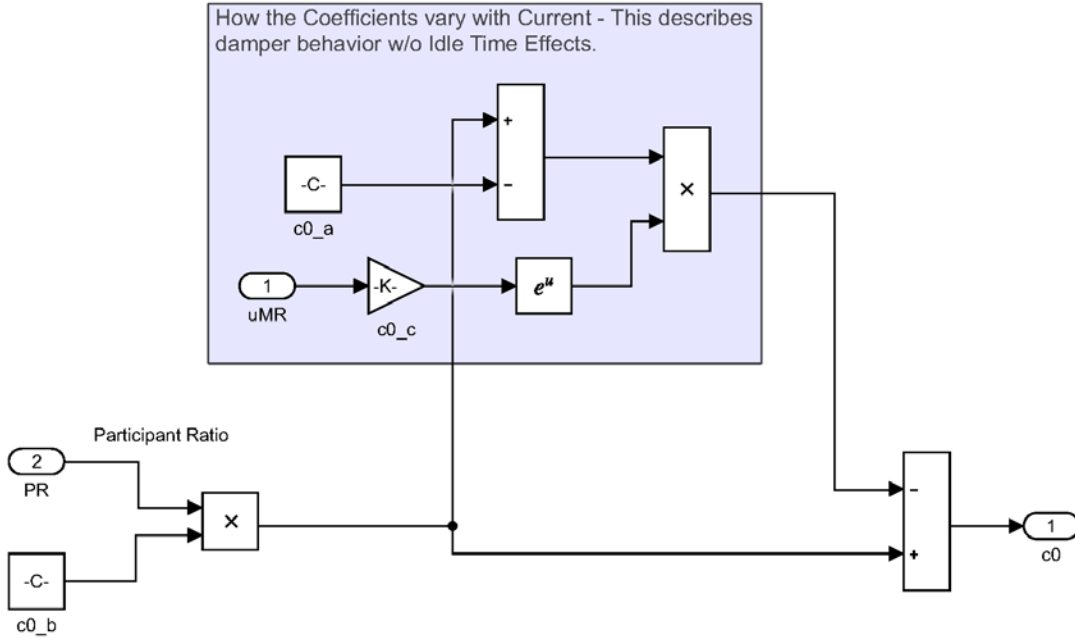 How the Coefficients vary with Current - This describes
damper behavior w/o Idle Time Effects.
+
-C-
−
×
c0_a
1
-K-
e^u
uMR
c0_c
Participant Ratio
2
PR
×
−
1
c0
+
-C-
c0_b